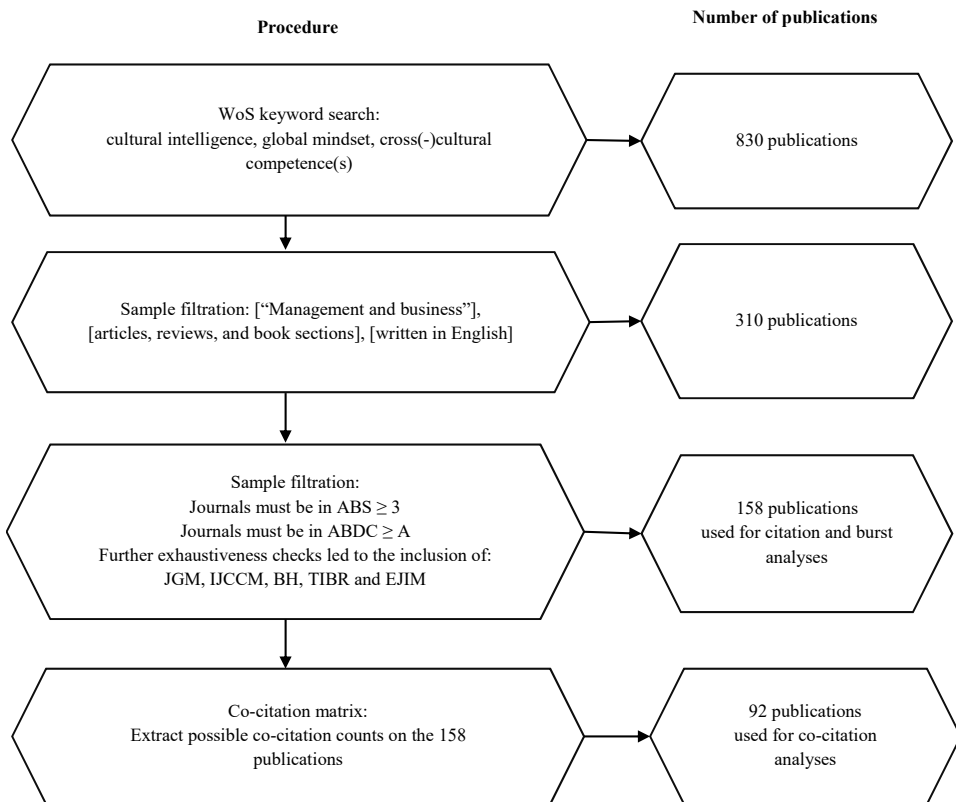 Procedure
Number of publications
WoS keyword search:
cultural intelligence, global mindset, cross(-)cultural
competence(s)
830 publications
Sample filtration: [“Management and business”],
[articles, reviews, and book sections], [written in English]
310 publications
Sample filtration:
Journals must be in ABS ≥ 3
Journals must be in ABDC ≥ A
Further exhaustiveness checks led to the inclusion of:
JGM, IJCCM, BH, TIBR and EJIM
158 publications
used for citation and burst
analyses
Co-citation matrix:
Extract possible co-citation counts on the 158
publications
92 publications
used for co-citation
analyses